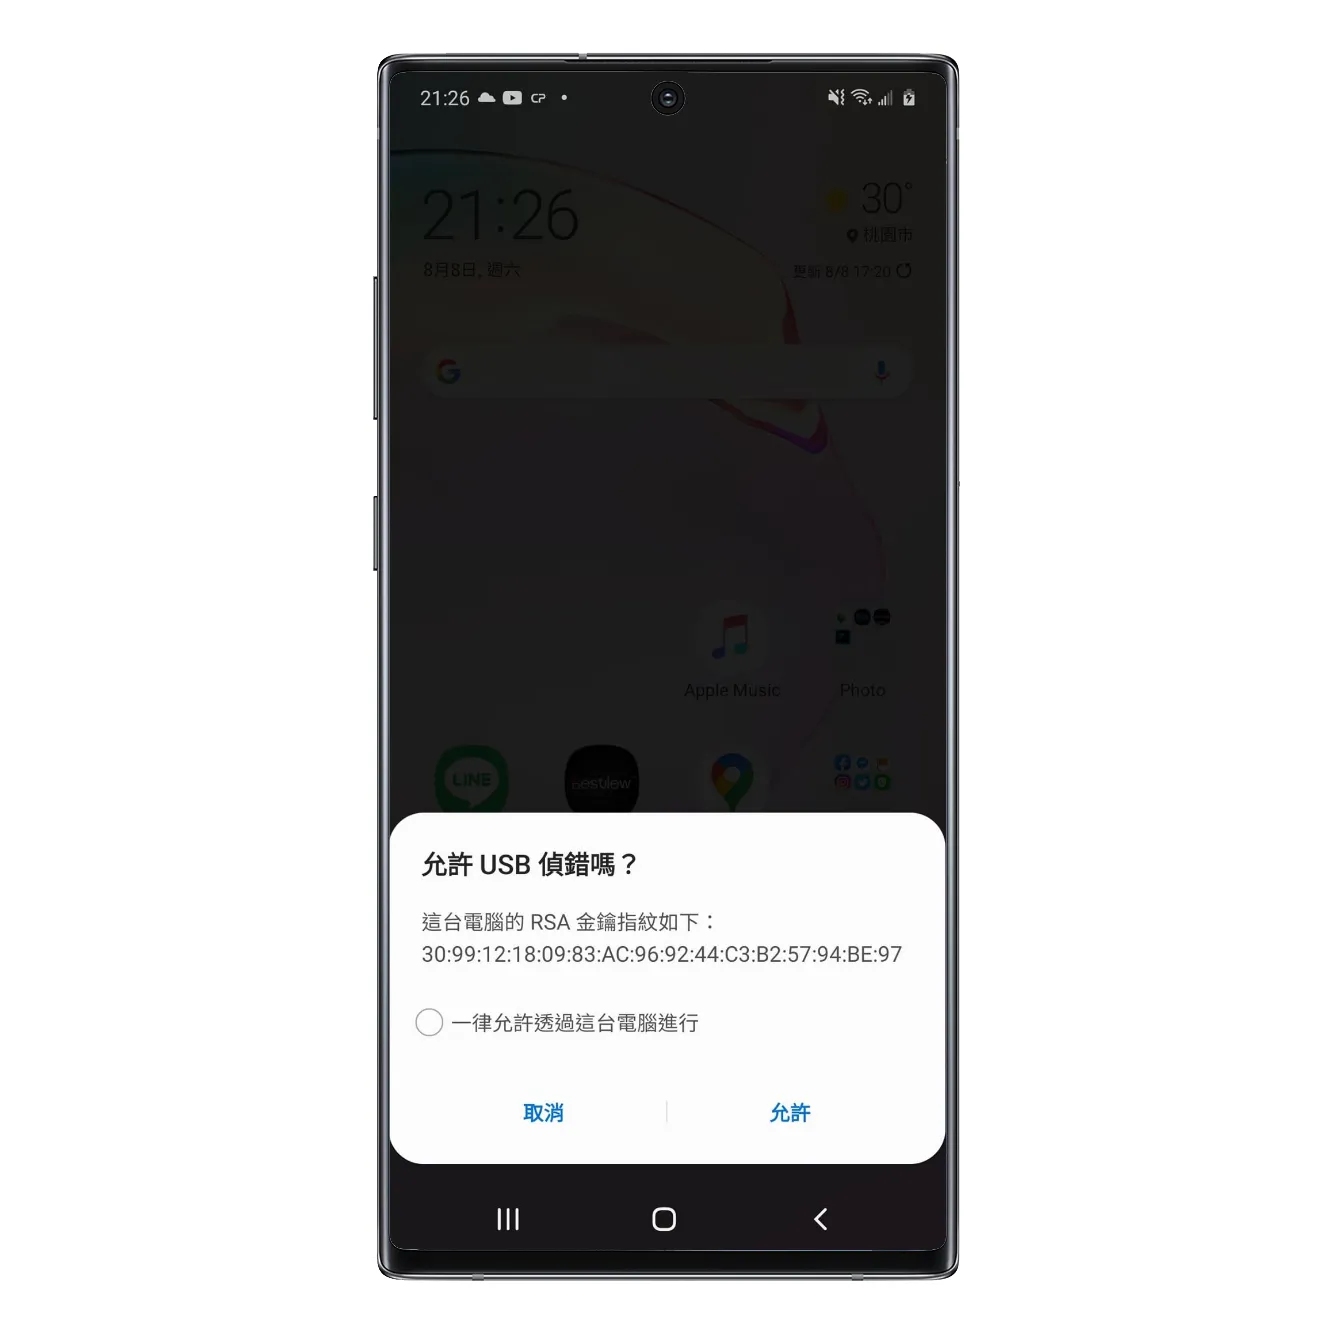 21:26
21:26
30°
桃園市
8月8日, 週六
更新 8/8 17:20
Apple Music
Photo
LINE
允許 USB 偵錯嗎？
這台電腦的 RSA 金鑰指紋如下：
30:99:12:18:09:83:AC:96:92:44:C3:B2:57:94:BE:97
一律允許透過這台電腦進行
取消
允許